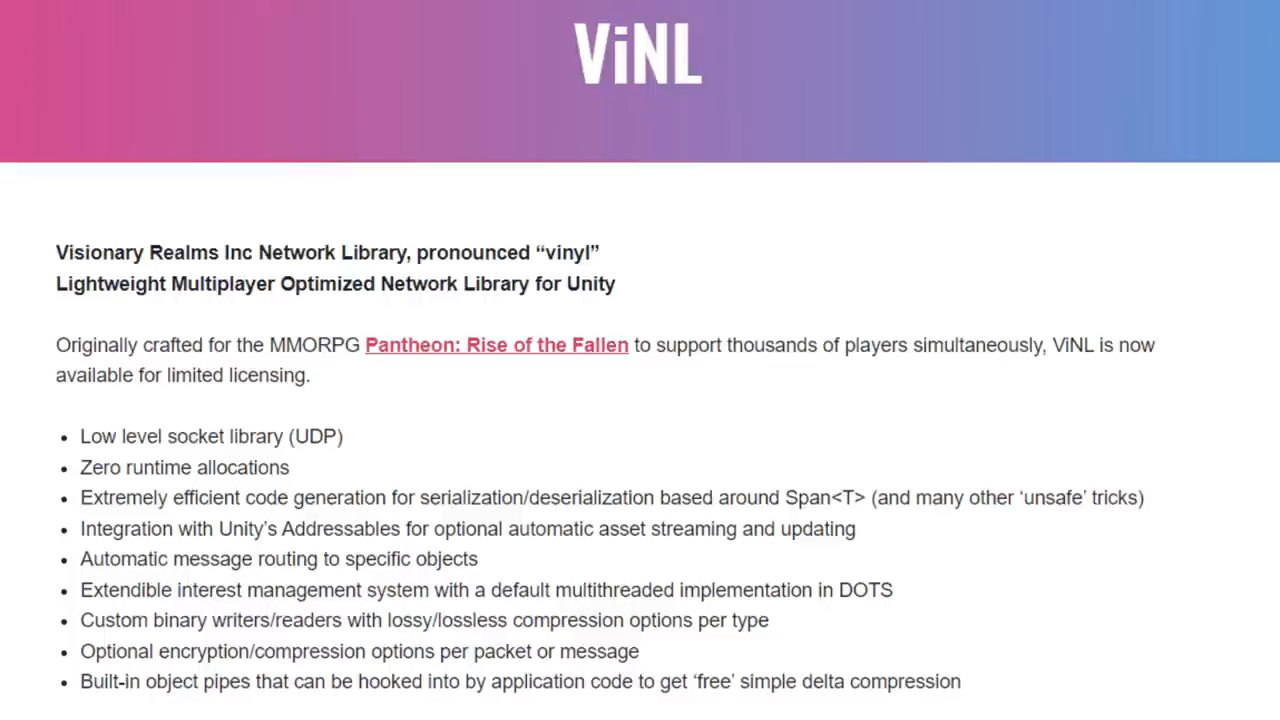 ViNL
Visionary Realms Inc Network Library, pronounced “vinyl”
Lightweight Multiplayer Optimized Network Library for Unity
Originally crafted for the MMORPG Pantheon: Rise of the Fallen to support thousands of players simultaneously, ViNL is now
available for limited licensing.
• Low level socket library (UDP)
• Zero runtime allocations
• Extremely efficient code generation for serialization/deserialization based around Span<T> (and many other ‘unsafe’ tricks)
• Integration with Unity’s Addressables for optional automatic asset streaming and updating
• Automatic message routing to specific objects
• Extendible interest management system with a default multithreaded implementation in DOTS
• Custom binary writers/readers with lossy/lossless compression options per type
• Optional encryption/compression options per packet or message
• Built-in object pipes that can be hooked into by application code to get ‘free’ simple delta compression